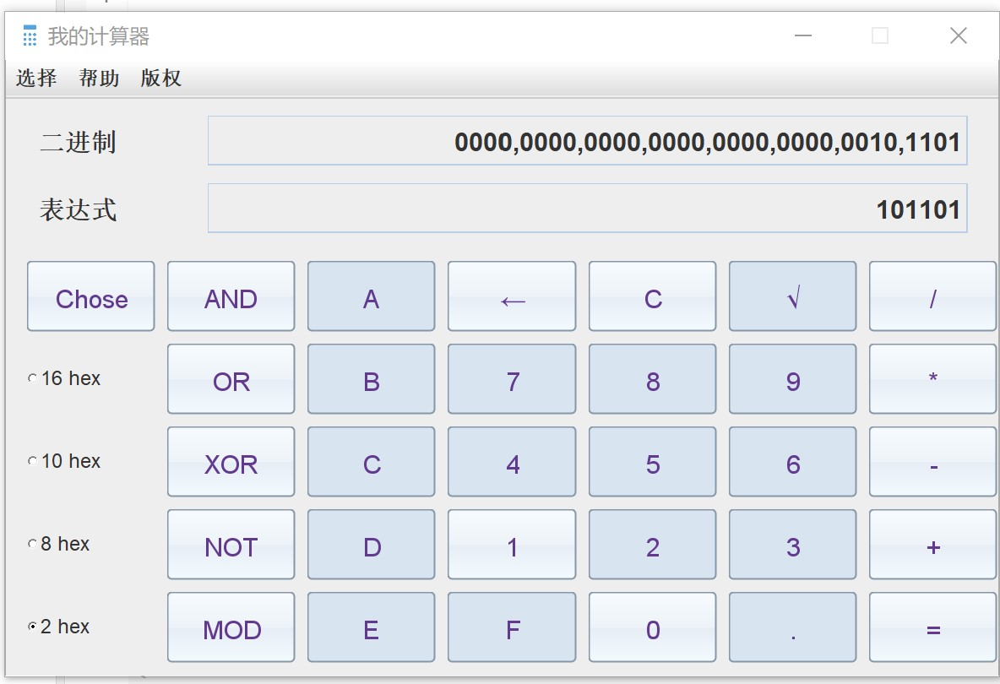 我的计算器
选择 帮助 版权
二进制 0000,0000,0000,0000,0000,0000,0010,1101
表达式 101101
Chose AND A ← C √ /
16 hex OR B 7 8 9 *
10 hex XOR C 4 5 6 -
8 hex NOT D 1 2 3 +
2 hex MOD E F 0 . =